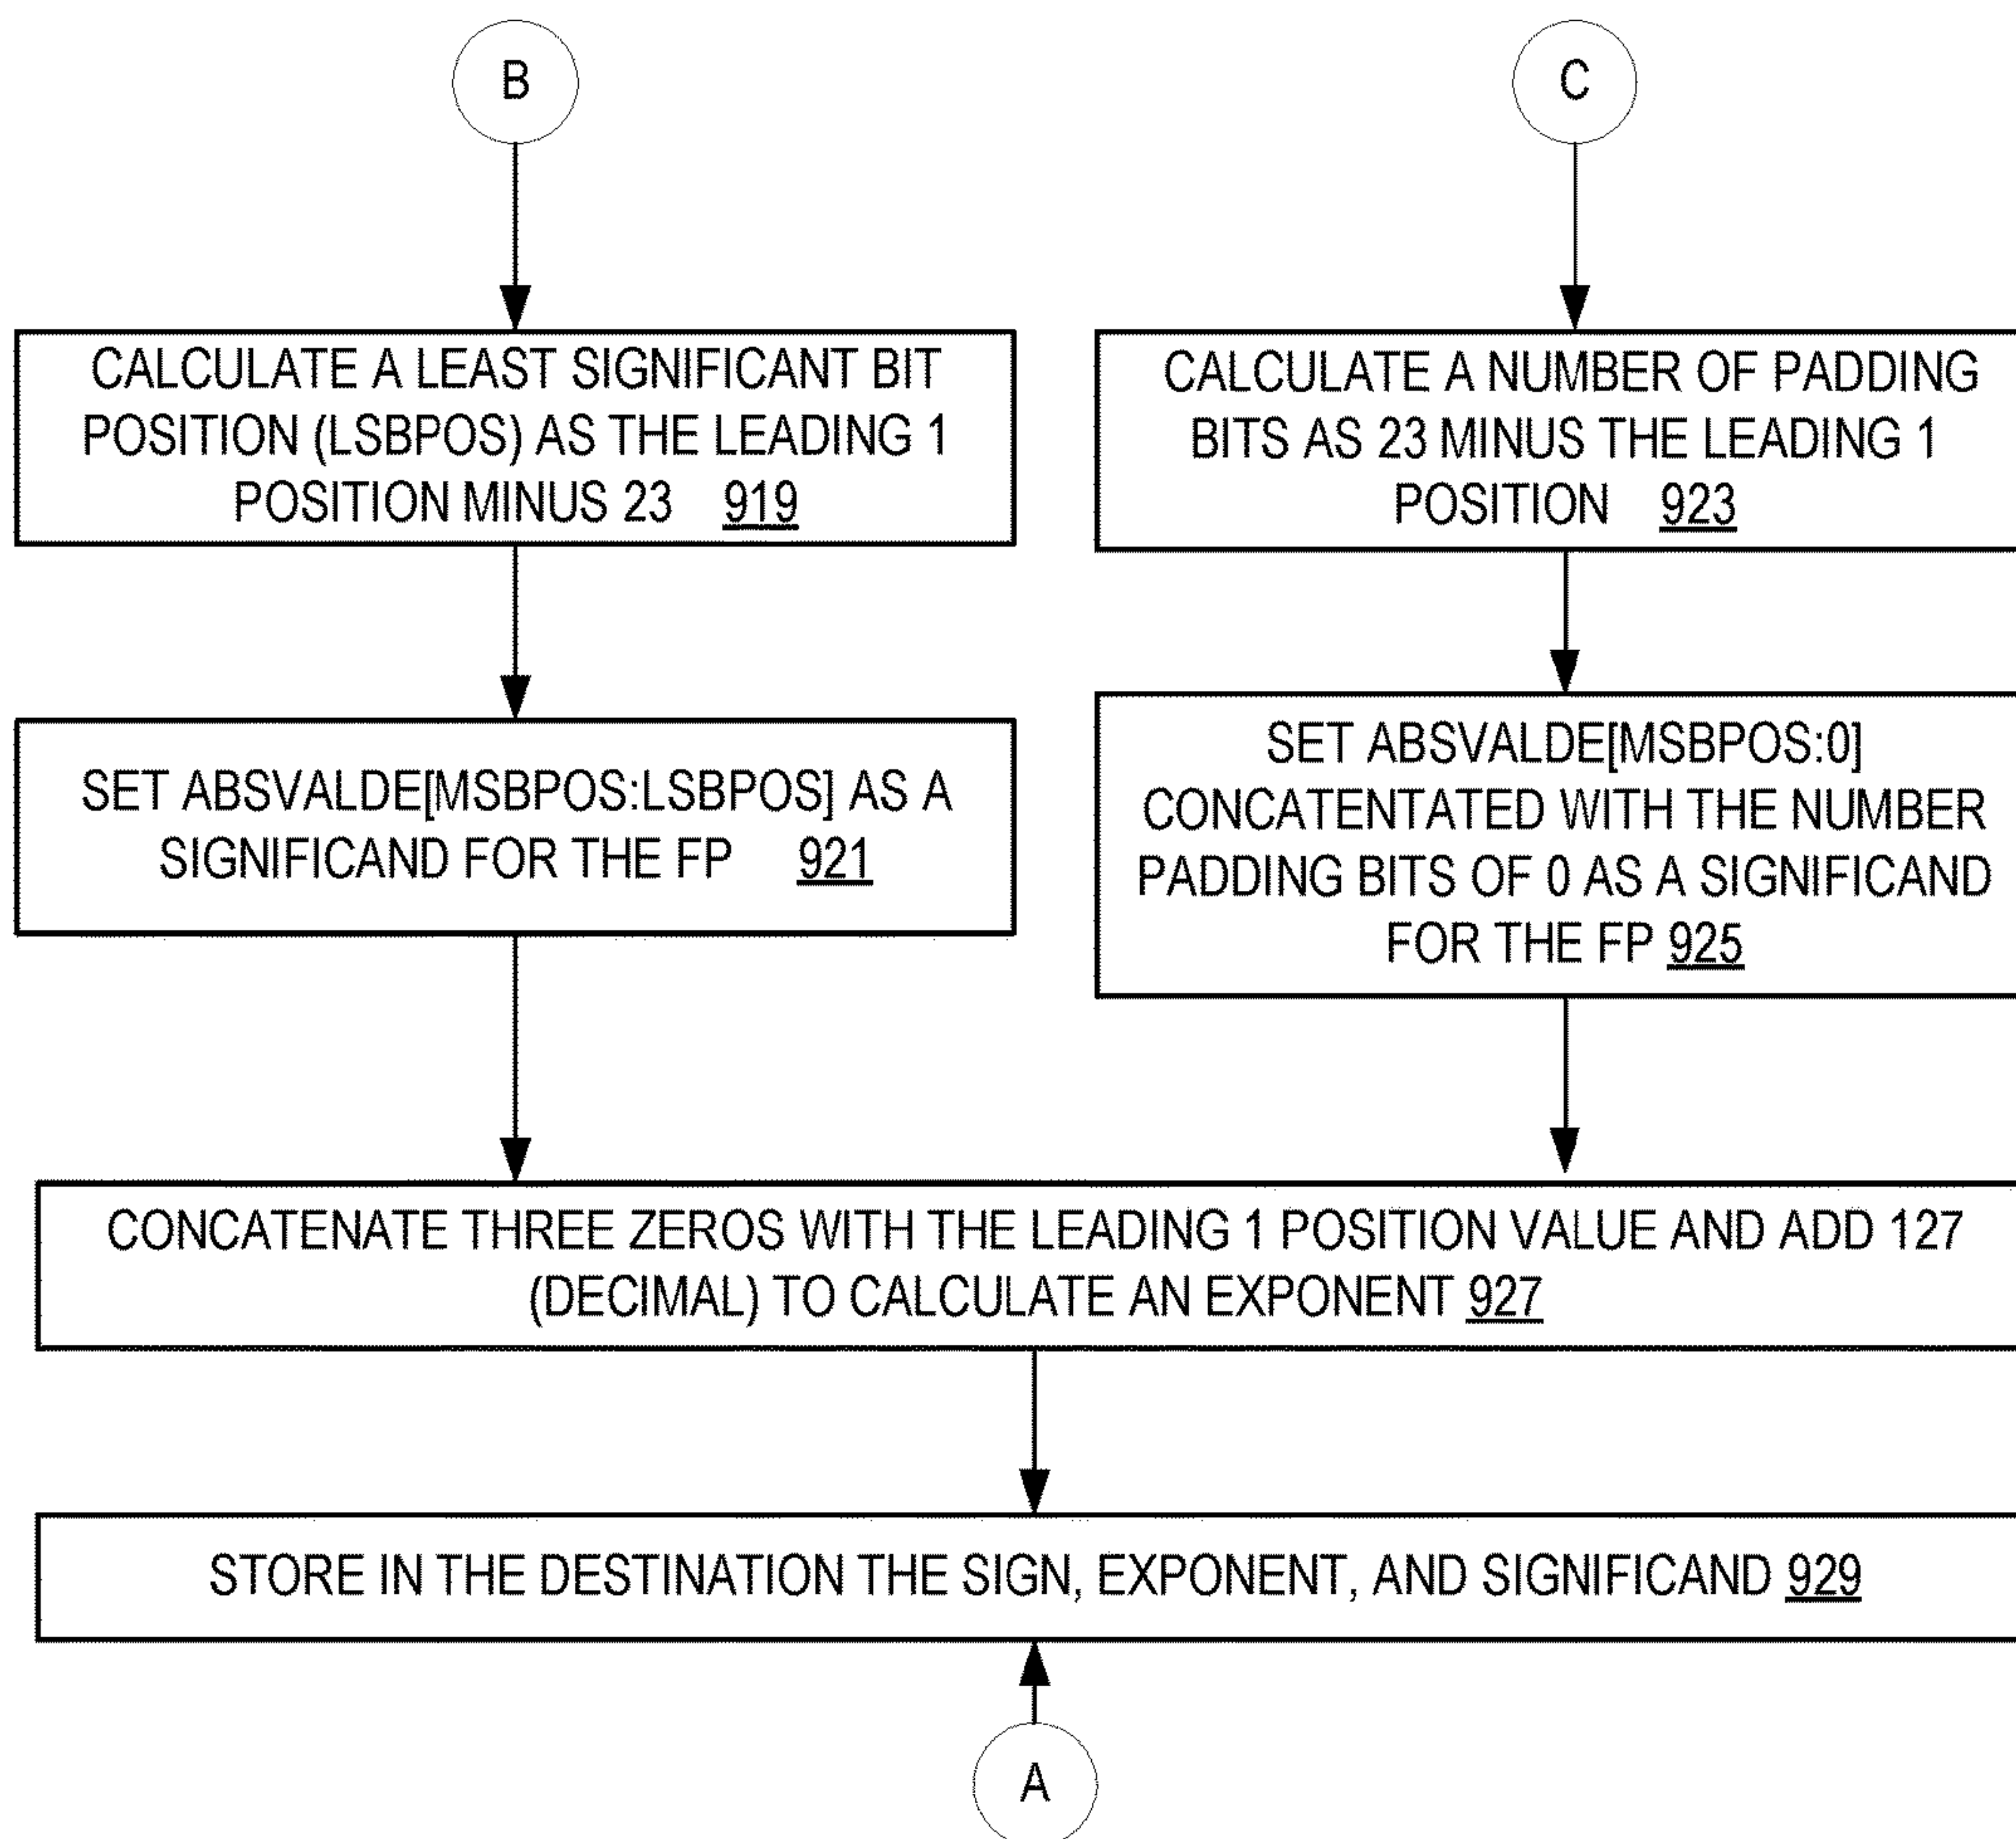 B
C
CALCULATE A LEAST SIGNIFICANT BIT
POSITION (LSBPOS) AS THE LEADING 1
POSITION MINUS 23 919
CALCULATE A NUMBER OF PADDING
BITS AS 23 MINUS THE LEADING 1
POSITION 923
SET ABSVALDE[MSBPOS:LSBPOS] AS A
SIGNIFICAND FOR THE FP 921
SET ABSVALDE[MSBPOS:0]
CONCATENTATED WITH THE NUMBER
PADDING BITS OF 0 AS A SIGNIFICAND
FOR THE FP 925
CONCATENATE THREE ZEROS WITH THE LEADING 1 POSITION VALUE AND ADD 127
(DECIMAL) TO CALCULATE AN EXPONENT 927
STORE IN THE DESTINATION THE SIGN, EXPONENT, AND SIGNIFICAND 929
A